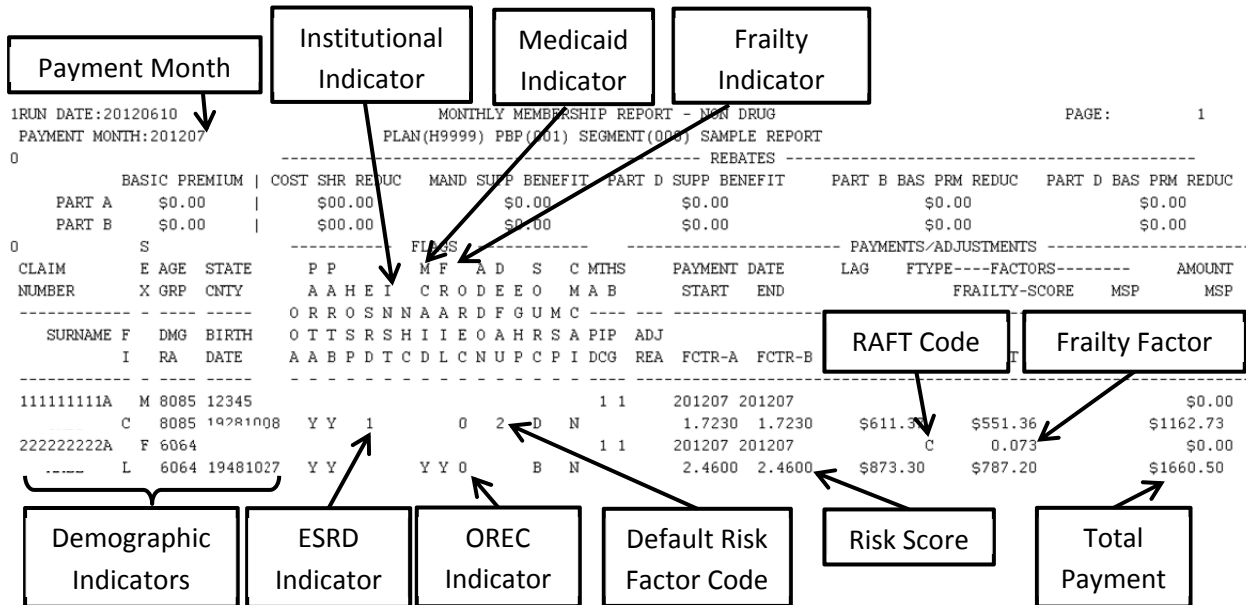 Institutional Indicator
Medicaid Indicator
Frailty Indicator
Payment Month
1RUN DATE:20120610 MONTHLY MEMBERSHIP REPORT - NON DRUG PAGE: 1
PAYMENT MONTH:201207 PLAN(H9999) PBP(001) SEGMENT(000) SAMPLE REPORT
0 ---------------------------------------------------- REBATES ----------------------------------------------------
BASIC PREMIUM | COST SHR REDUC MAND SUPP BENEFIT PART D SUPP BENEFIT PART B BAS PRM REDUC PART D BAS PRM REDUC
PART A $0.00 | $00.00 $0.00 $0.00 $0.00 $0.00
PART B $0.00 | $00.00 $0.00 $0.00 $0.00 $0.00
0 S ------------ FLAGS ------------ -------------------- PAYMENTS/ADJUSTMENTS --------------------
CLAIM E AGE STATE P P M F A D S C MTHS PAYMENT DATE LAG FTYPE----FACTORS-------- AMOUNT
NUMBER X GRP CNTY A A H E I C R O D E E O M A B START END FRAILTY-SCORE MSP MSP
------------ - ---- ----- O R R O S N N A A R D F G U M C ---- --- -----------------
SURNAME F DMG BIRTH O T T S R S H I I E O A H R S A PIP ADJ
I RA DATE A A B P D T C D L C N U P C P I DCG REA FCTR-A FCTR-B
RAFT Code
Frailty Factor
111111111A M 8085 12345 1 1 201207 201207 $0.00
C 8085 19281008 Y Y 1 0 2 D N 1.7230 1.7230 $611.37 $551.36 $1162.73
222222222A F 6064 1 1 201207 201207 C 0.073 $0.00
L 6064 19481027 Y Y Y Y 0 B N 2.4600 2.4600 $873.30 $787.20 $1660.50
Demographic Indicators
ESRD Indicator
OREC Indicator
Default Risk Factor Code
Risk Score
Total Payment